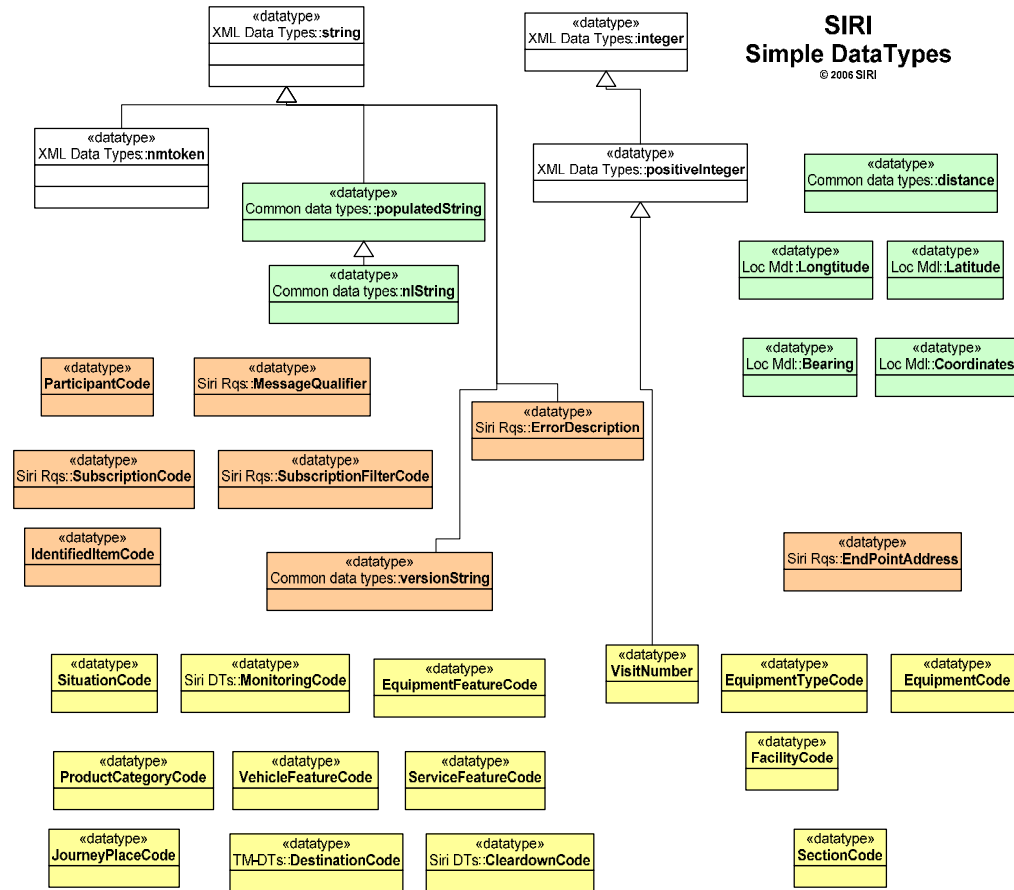 SIRI
Simple DataTypes
© 2006 SIRI
«datatype»
XML Data Types::string
«datatype»
XML Data Types::integer
«datatype»
XML Data Types::nmtoken
«datatype»
XML Data Types::positiveInteger
«datatype»
Common data types::distance
«datatype»
Common data types::populatedString
«datatype»
Loc Mdl::Longtitude
«datatype»
Loc Mdl::Latitude
«datatype»
Common data types::nlString
«datatype»
Loc Mdl::Bearing
«datatype»
Loc Mdl::Coordinates
«datatype»
ParticipantCode
«datatype»
Siri Rqs::MessageQualifier
«datatype»
Siri Rqs::ErrorDescription
«datatype»
Siri Rqs::SubscriptionCode
«datatype»
Siri Rqs::SubscriptionFilterCode
«datatype»
IdentifiedItemCode
«datatype»
Common data types::versionString
«datatype»
Siri Rqs::EndPointAddress
«datatype»
SituationCode
«datatype»
Siri DTs::MonitoringCode
«datatype»
EquipmentFeatureCode
«datatype»
VisitNumber
«datatype»
EquipmentTypeCode
«datatype»
EquipmentCode
«datatype»
ProductCategoryCode
«datatype»
VehicleFeatureCode
«datatype»
ServiceFeatureCode
«datatype»
FacilityCode
«datatype»
JourneyPlaceCode
«datatype»
TM-DTs::DestinationCode
«datatype»
Siri DTs::CleardownCode
«datatype»
SectionCode